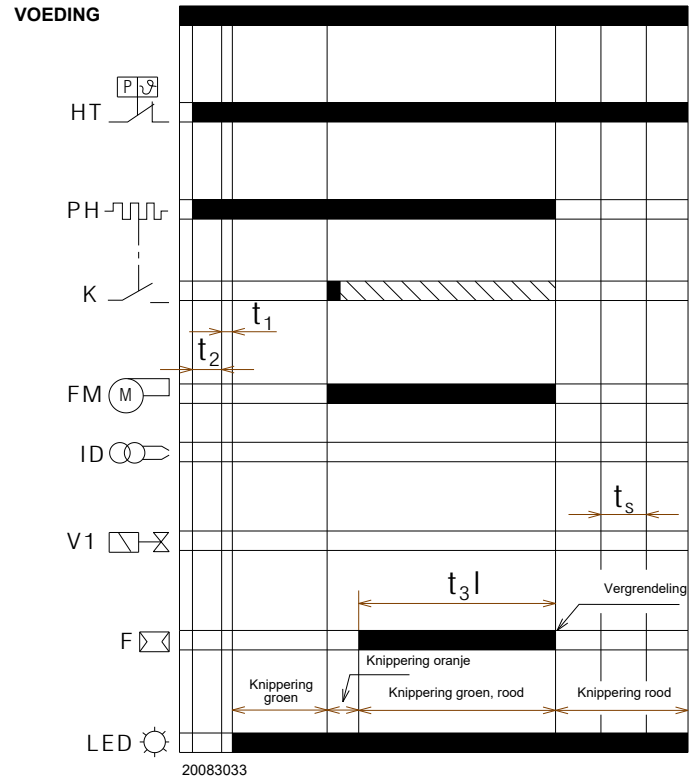 VOEDING
P ϑ
HT
PH
K
t1
t2
FM M
ID
ts
V1
t3l
Vergrendeling
F
Knippering oranje
Knippering
groen
Knippering groen, rood
Knippering rood
LED
20083033